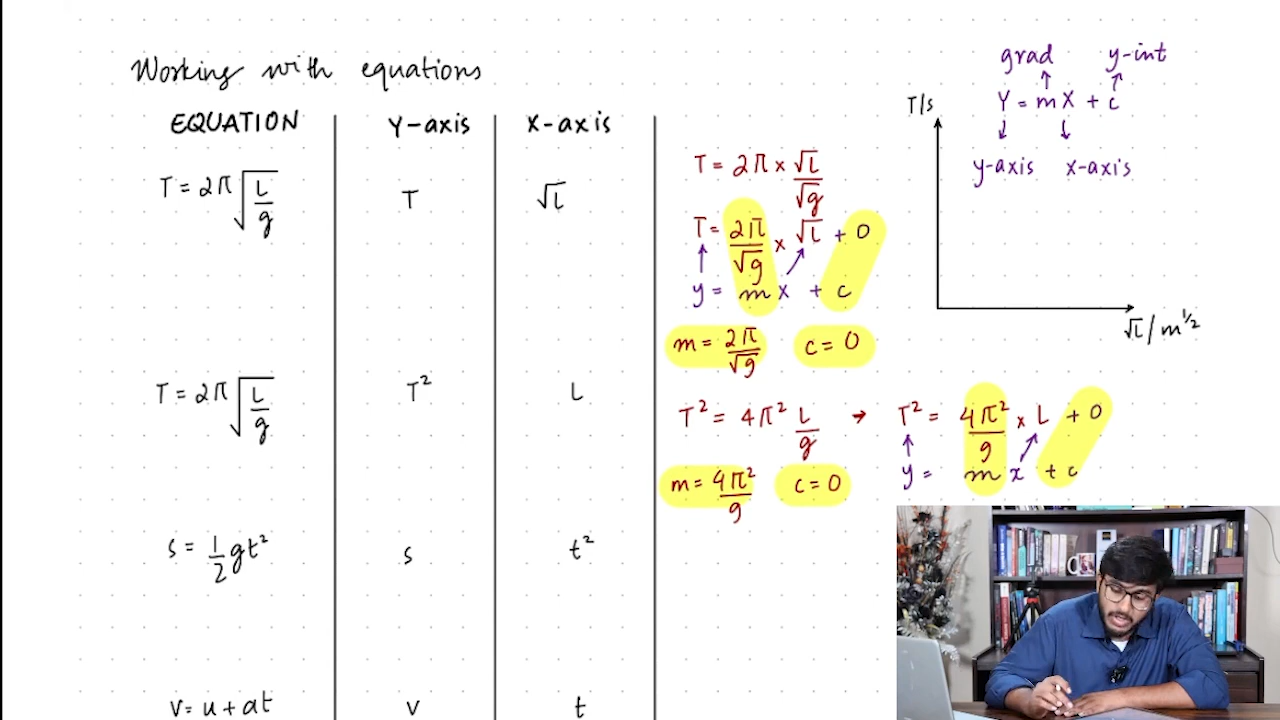 Working with equations
EQUATION Y-axis X-axis
T = 2π√(L/g) T √L
T = 2π × √L/√g
T = 2π/√g × √L + 0
y = m x + c
m = 2π/√g c = 0
T/s
grad y-int
Y = mX + c
y-axis x-axis
√L / m^½
T = 2π√(L/g) T² L
T² = 4π² L/g → T² = 4π²/g × L + 0
y = m x + c
m = 4π²/g c = 0
s = 1/2 gt² s t²
v = u + at v t